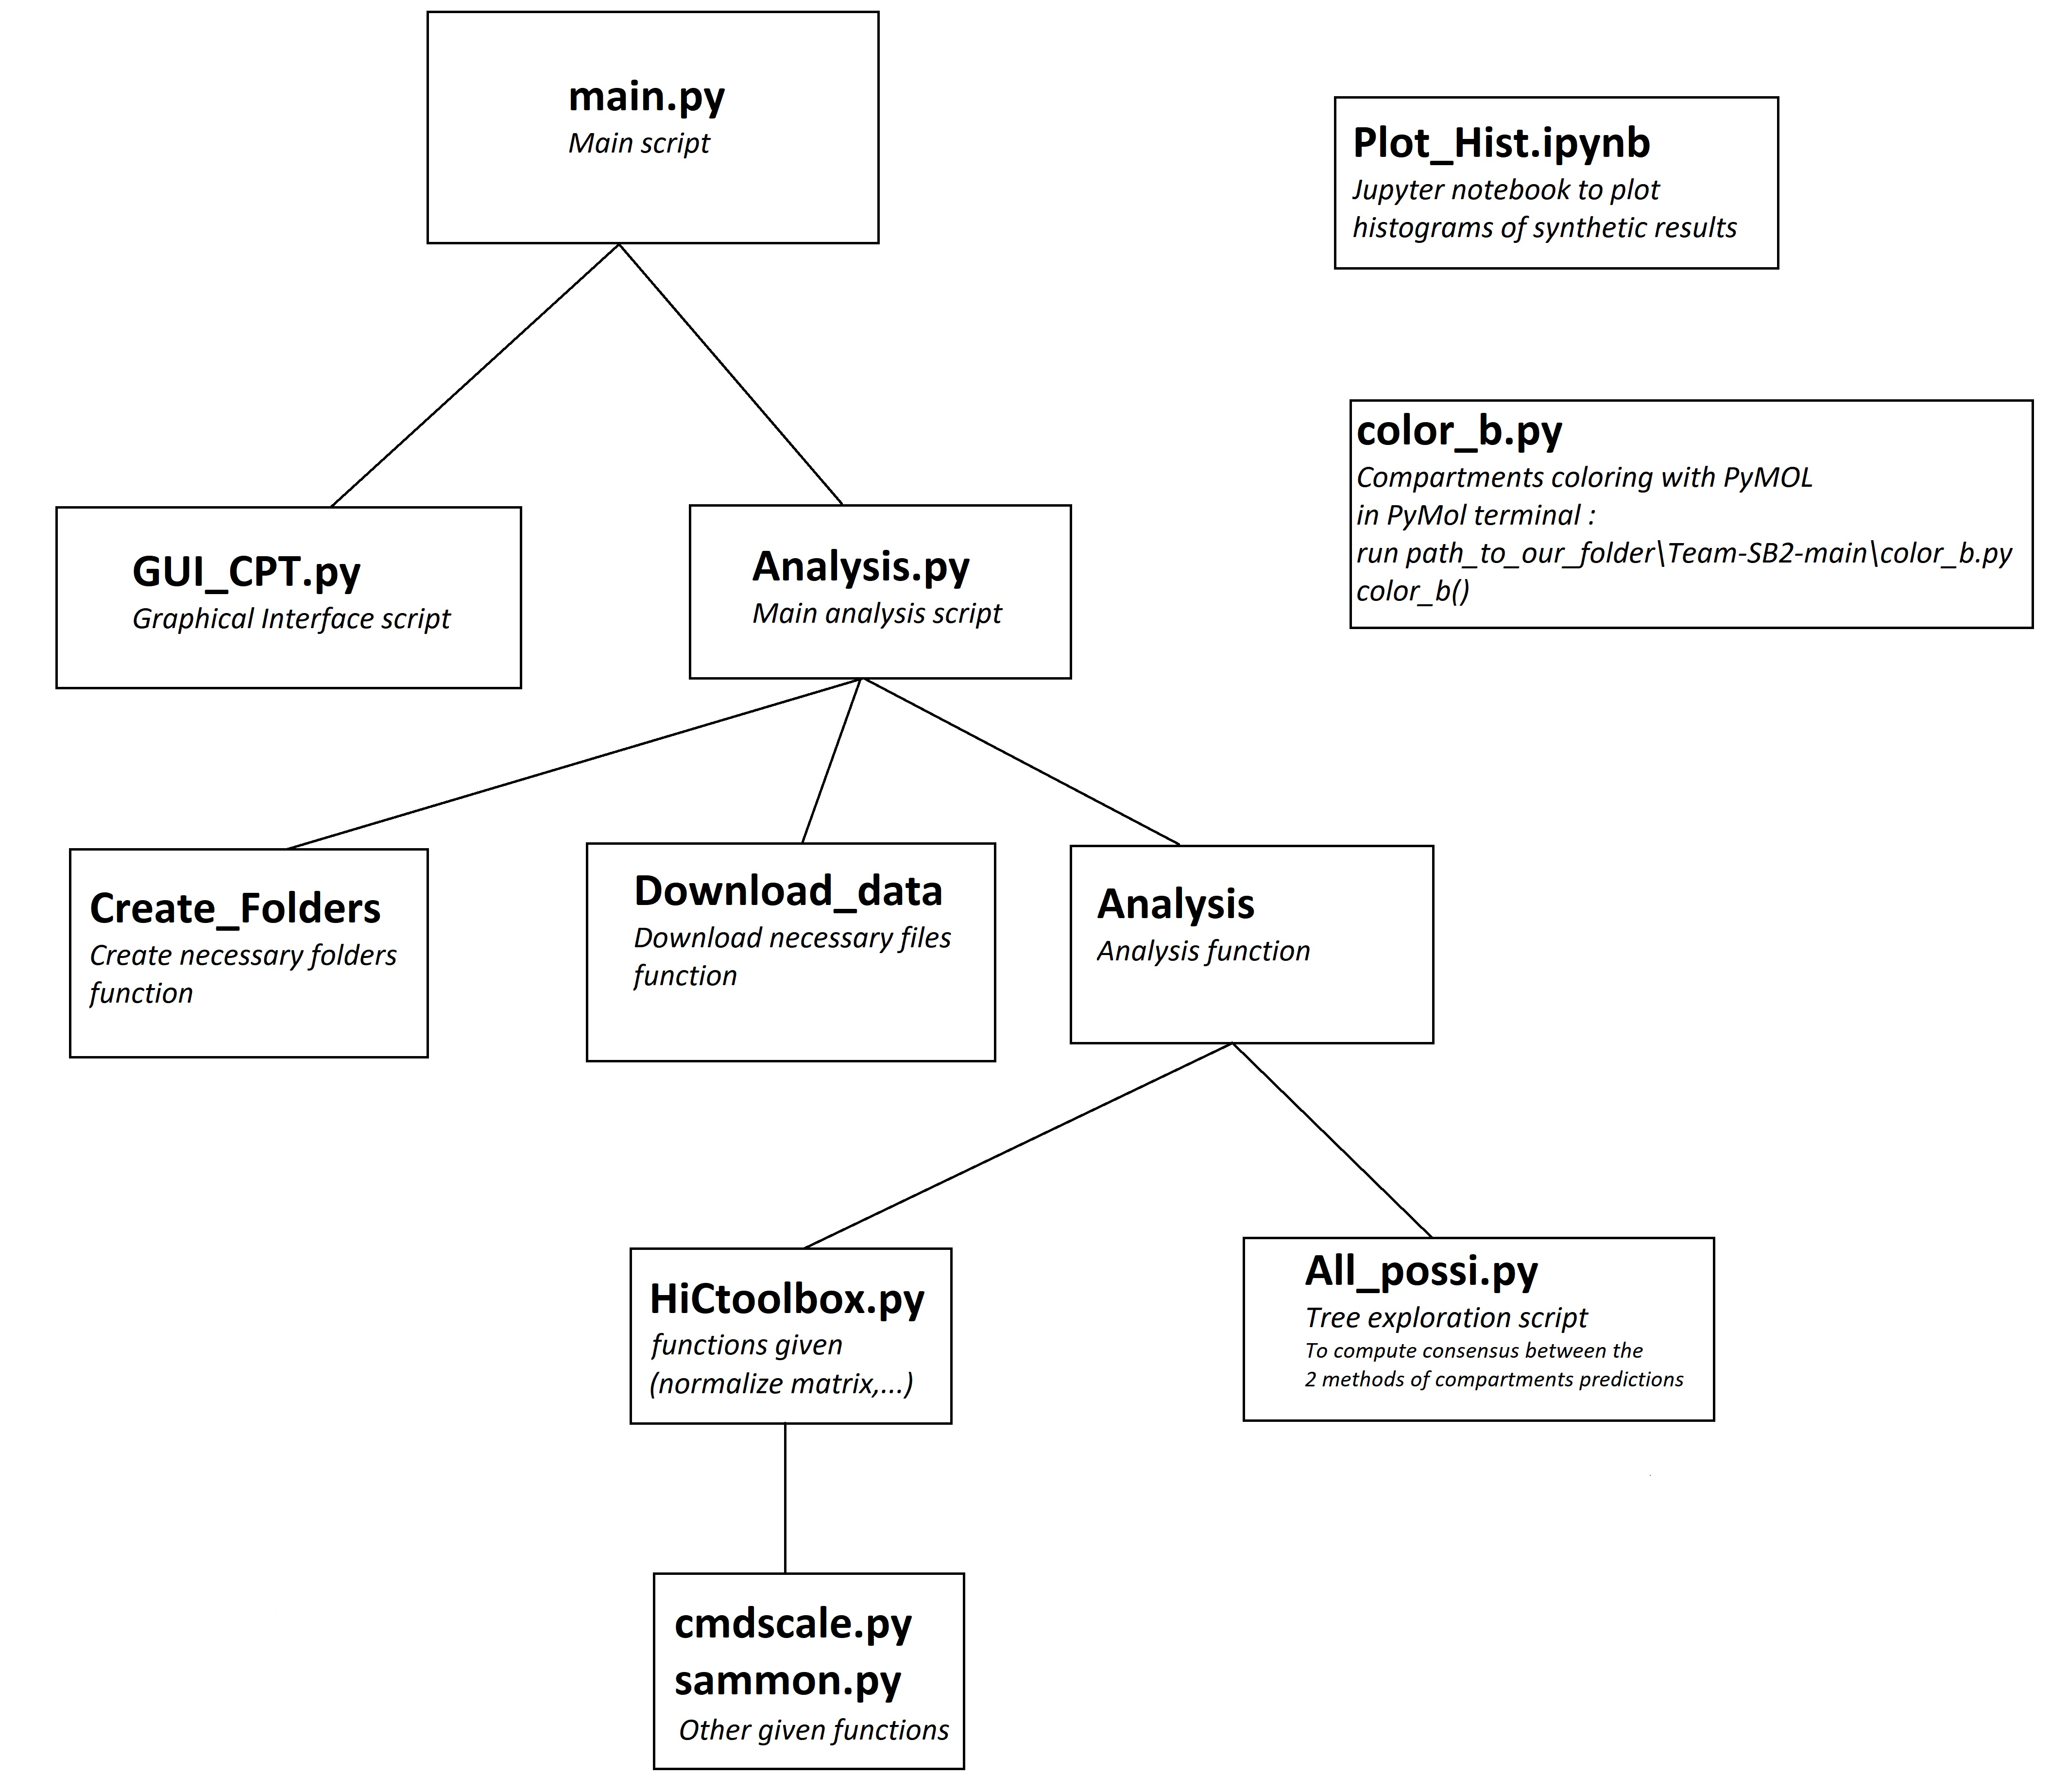 main.py
Main script
Plot_Hist.ipynb
Jupyter notebook to plot
histograms of synthetic results
color_b.py
Compartments coloring with PyMOL
in PyMol terminal :
run path_to_our_folder\Team-SB2-main\color_b.py
color_b()
GUI_CPT.py
Graphical Interface script
Analysis.py
Main analysis script
Create_Folders
Create necessary folders
function
Download_data
Download necessary files
function
Analysis
Analysis function
HiCtoolbox.py
functions given
(normalize matrix,...)
All_possi.py
Tree exploration script
To compute consensus between the
2 methods of compartments predictions
cmdscale.py
sammon.py
Other given functions